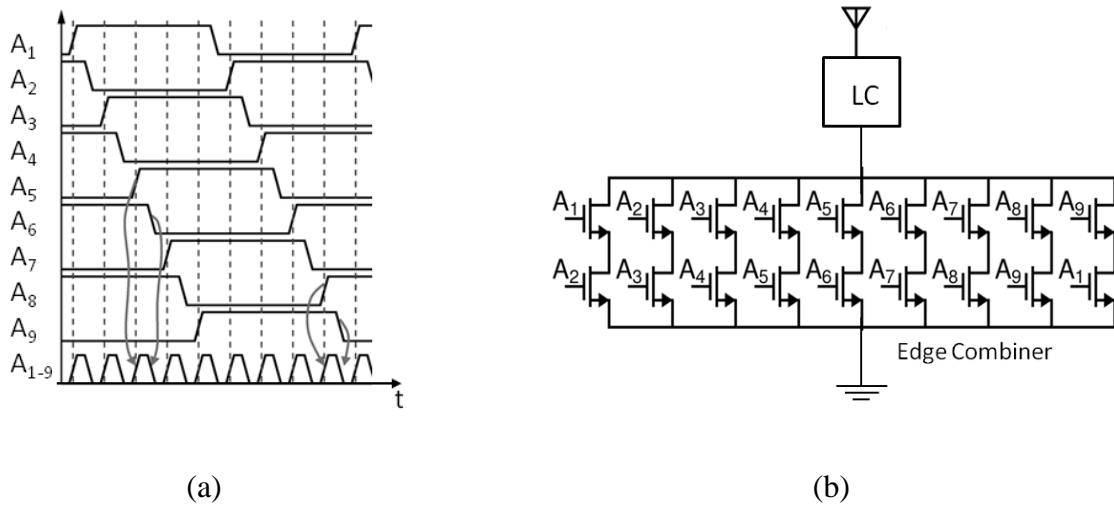 A1
A2
A3
A4
A5
A6
A7
A8
A9
A1-9
t
LC
A1 A2 A3 A4 A5 A6 A7 A8 A9
A2 A3 A4 A5 A6 A7 A8 A9 A1
Edge Combiner
(a)
(b)